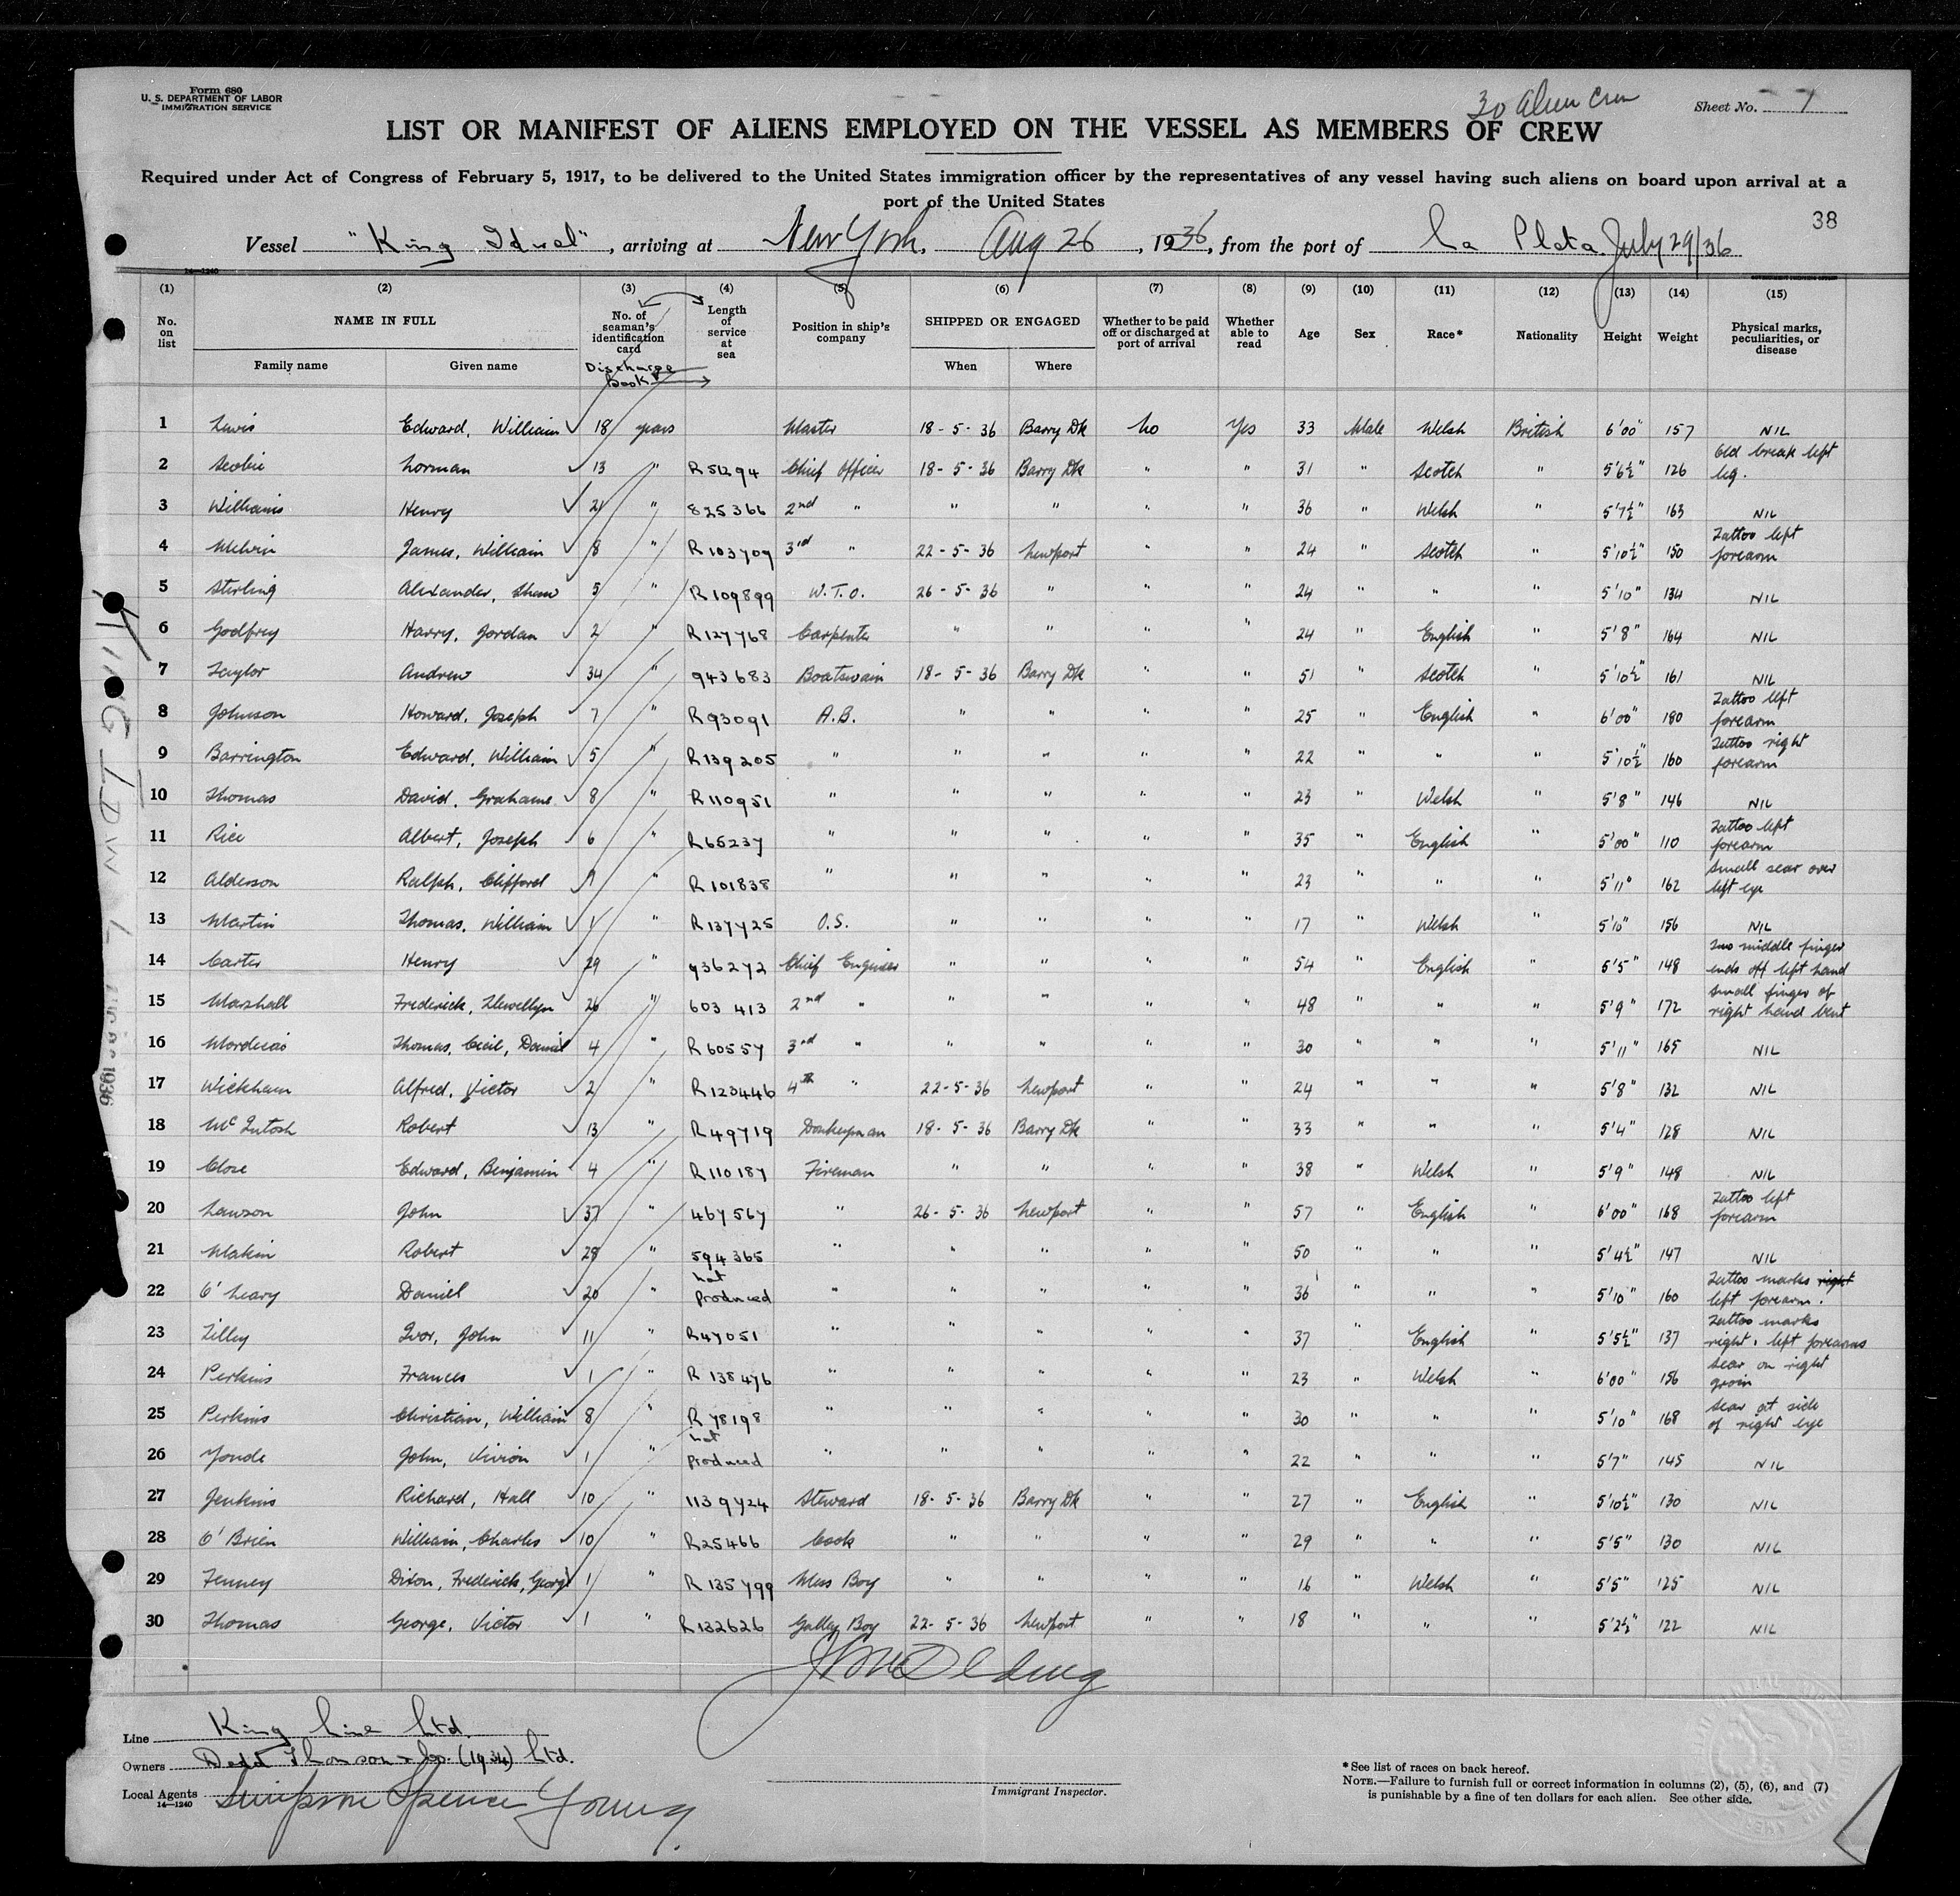 Form 680
U. S. DEPARTMENT OF LABOR
IMMIGRATION SERVICE
30 alien crew
Sheet No. 1
LIST OR MANIFEST OF ALIENS EMPLOYED ON THE VESSEL AS MEMBERS OF CREW
Required under Act of Congress of February 5, 1917, to be delivered to the United States immigration officer by the representatives of any vessel having such aliens on board upon arrival at a
port of the United States
38
Vessel "King Idwal", arriving at New York, Aug 26, 1936, from the port of La Plata July 29/36
14—1240
(1) (2) (3) (4) (5) (6) (7) (8) (9) (10) (11) (12) (13) (14) (15)
No. on list NAME IN FULL No. of seaman's identification card Length of service at sea Position in ship's company SHIPPED OR ENGAGED Whether to be paid off or discharged at port of arrival Whether able to read Age Sex Race* Nationality Height Weight Physical marks, peculiarities, or disease
Family name Given name Discharge book When Where
1 Lewis Edward, William 18 years Master 18-5-36 Barry Dk No Yes 33 Male Welsh British 6'00" 157 NIL
2 Scobie Norman 13 " R51294 Chief Officer 18-5-36 Barry Dk " " 31 " Scotch " 5'6½" 126 Old break left leg.
3 Williams Henry 21 " 825366 2nd " " " " " 36 " Welsh " 5'7½" 163 NIL
4 Melvin James, William 8 " R103709 3rd " 22-5-36 Newport " " 24 " Scotch " 5'10½" 150 Tattoo left forearm
5 Stirling Alexander, Shaw 5 " R109899 W.T.O. 26-5-36 " " " 24 " " " 5'10" 134 NIL
6 Godfrey Harry, Jordan 2 " R127768 Carpenter " " " " 24 " English " 5'8" 164 NIL
7 Taylor Andrew 34 " 943683 Boatswain 18-5-36 Barry Dk " " 51 " Scotch " 5'10½" 161 NIL
8 Johnson Howard, Joseph 7 " R93091 A.B. " " " " 25 " English " 6'00" 180 Tattoo left forearm
9 Barrington Edward, William 5 " R139205 " " " " " 22 " " " 5'10½" 160 Tattoo right forearm
10 Thomas David, Grahame 8 " R110951 " " " " " 23 " Welsh " 5'8" 146 NIL
11 Rice Albert, Joseph 6 " R65237 " " " " " 35 " English " 5'00" 110 Tattoo left forearm
12 Alderson Ralph, Clifford " R101838 " " " " " 23 " " " 5'11" 162 Small scar over left eye
13 Martin Thomas, William 1 " R137725 O.S. " " " " 17 " Welsh " 5'10" 156 NIL
14 Carter Henry 29 " 936272 Chief Engineer " " " " 54 " English " 5'5" 148 Two middle finger ends off left hand
15 Marshall Frederick, Llewellyn 26 " 603413 2nd " " " " " 48 " " " 5'9" 172 Small finger of right hand bent
16 Thomas, Cecil, Daniel 4 " R60557 3rd " " " " " 30 " " " 5'11" 165 NIL
17 Wickham Alfred, Victor 2 " R123446 4th " 22-5-36 Newport " " 24 " " " 5'8" 132 NIL
18 McIntosh Robert 13 " R49719 Donkeyman 18-5-36 Barry Dk " " 33 " " " 5'4" 128 NIL
19 Close Edward, Benjamin 4 " R110187 Fireman " " " " 38 " Welsh " 5'9" 148 NIL
20 Lawson John 37 " 467567 " 26-5-36 Newport " " 57 " English " 6'00" 168 Tattoo left forearm
21 Makin Robert 28 " 594365 " " " " " 50 " " " 5'4½" 147 NIL
22 O'Leary Daniel 20 " not produced " " " " " 36 " " " 5'10" 160 Tattoo marks right left forearm.
23 Tilley Ivor, John 11 " R47051 " " " " " 37 " English " 5'5½" 137 Tattoo marks right & left forearms
24 Perkins Frances 1 " R 138476 " " " " " 23 " Welsh " 6'00" 156 Scar on right groin
25 Perkins Christian, William 8 " R 78198 " " " " " 30 " " " 5'10" 168 Scar at side of right eye
26 Youde John, Vivion 1 " not produced " " " " " 22 " " " 5'7" 145 NIL
27 Jenkins Richard, Hall 10 " 1139724 Steward 18-5-36 Barry Dk " " 27 " English " 5'10½" 130 NIL
28 O'Brien William, Charles 10 " R25466 Cook " " " " 29 " " " 5'5" 130 NIL
29 Fenney Dixon, Frederick, George 1 " R 135799 Mess Boy " " " " 16 " Welsh " 5'5" 125 NIL
30 Thomas George, Victor 1 " R132626 Galley Boy 22-5-36 Newport " " 18 " " " 5'2½" 122 NIL
Line King Line Ltd.
Owners Dodd Thomson & Co. (1934) Ltd.
Local Agents Simpson Spence Young
14—1240
Immigrant Inspector.
*See list of races on back hereof.
NOTE.—Failure to furnish full or correct information in columns (2), (5), (6), and (7)
is punishable by a fine of ten dollars for each alien. See other side.
KING IDWAL
1936